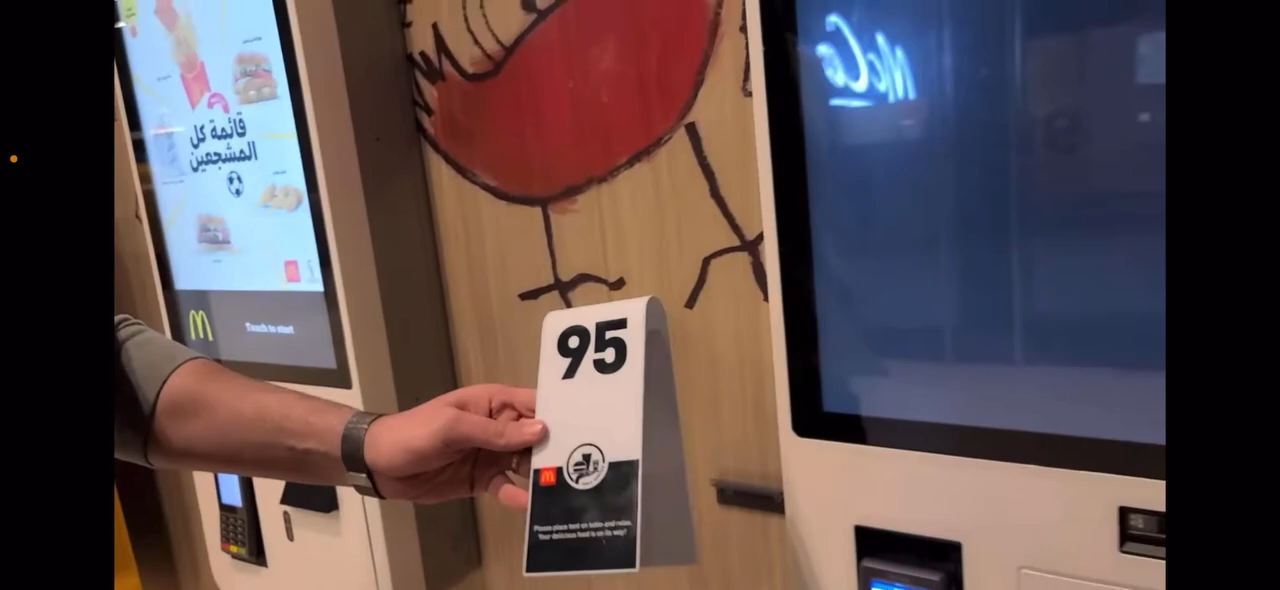 قائمة كل
المشجعين
Touch to start
McCa
95
Please place tent on table and relax.
Your delicious food is on its way!